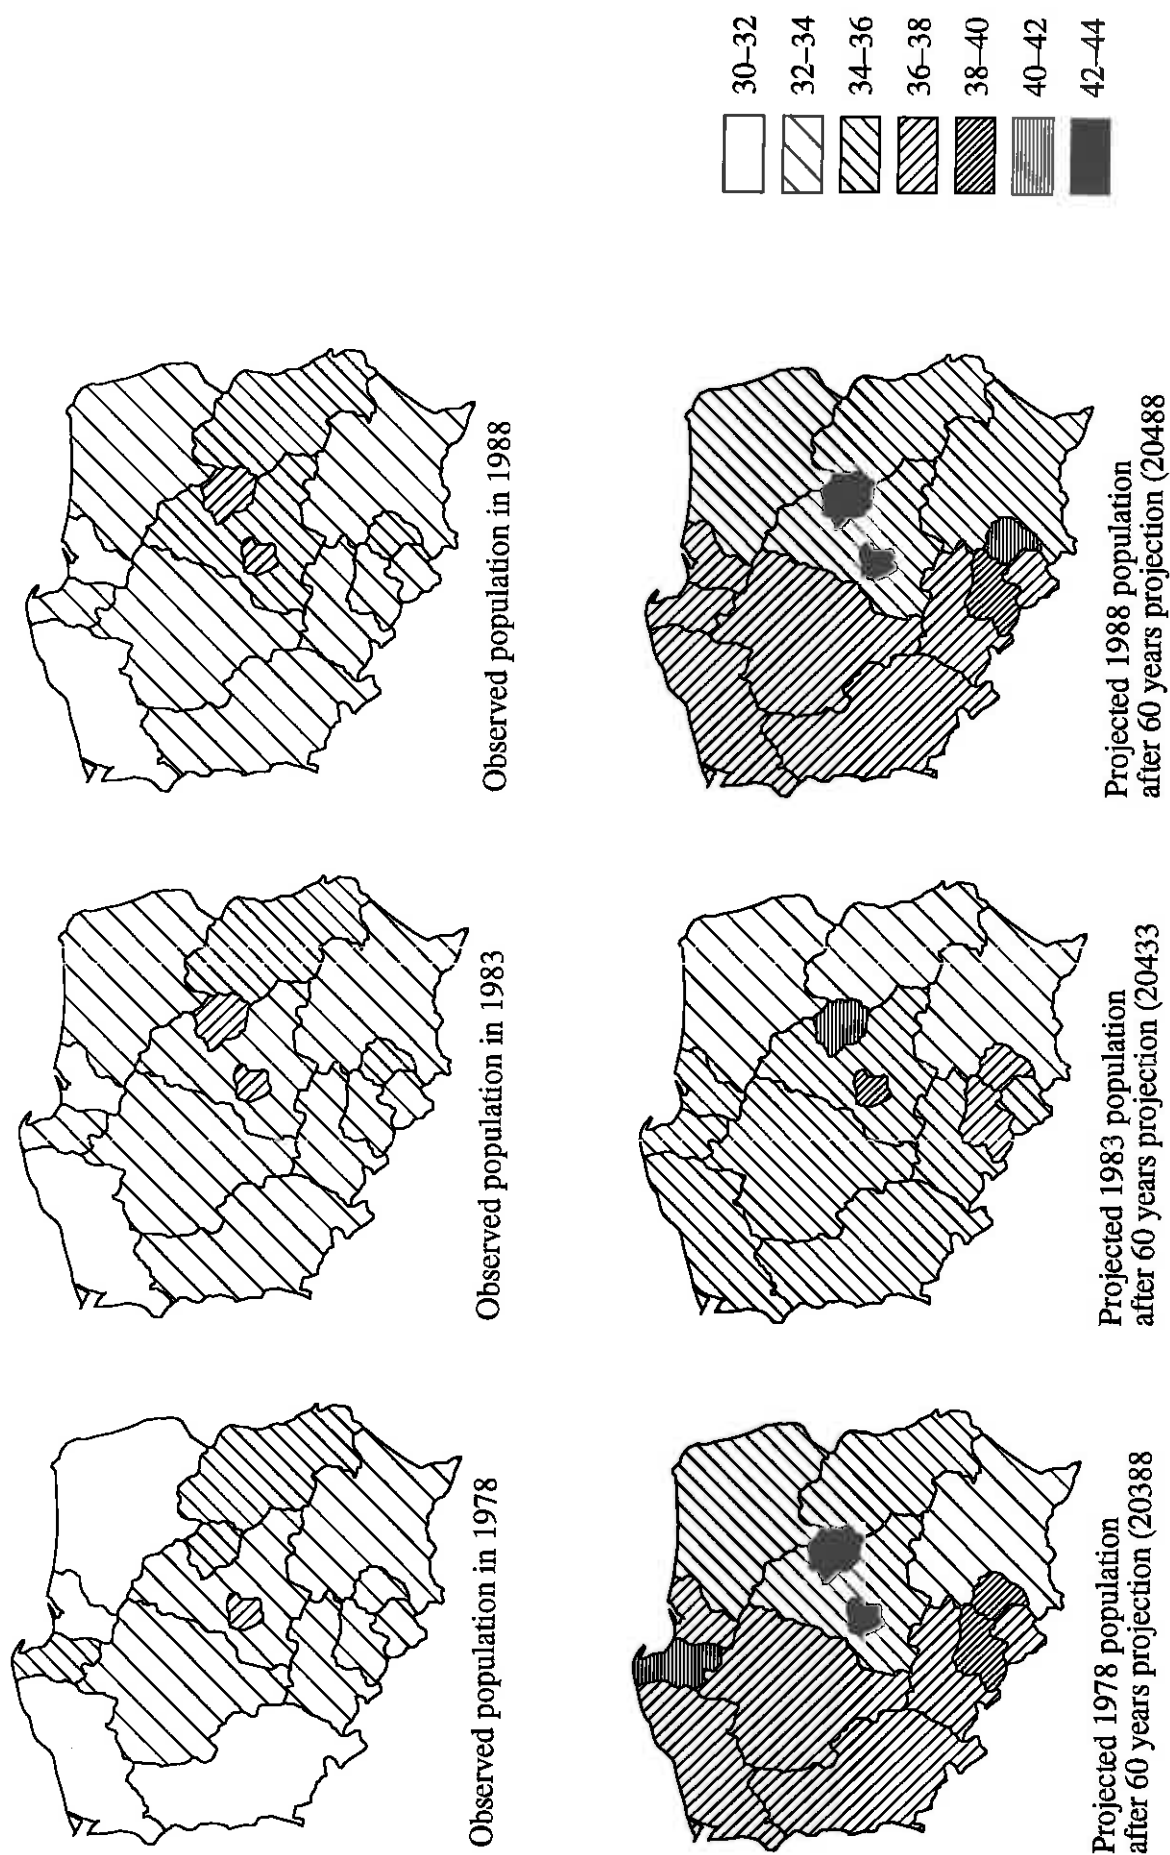 Observed population in 1978
Observed population in 1983
Observed population in 1988
Projected 1978 population
after 60 years projection (20388
Projected 1983 population
after 60 years projection (20433
Projected 1988 population
after 60 years projection (20488
30–32
32–34
34–36
36–38
38–40
40–42
42–44